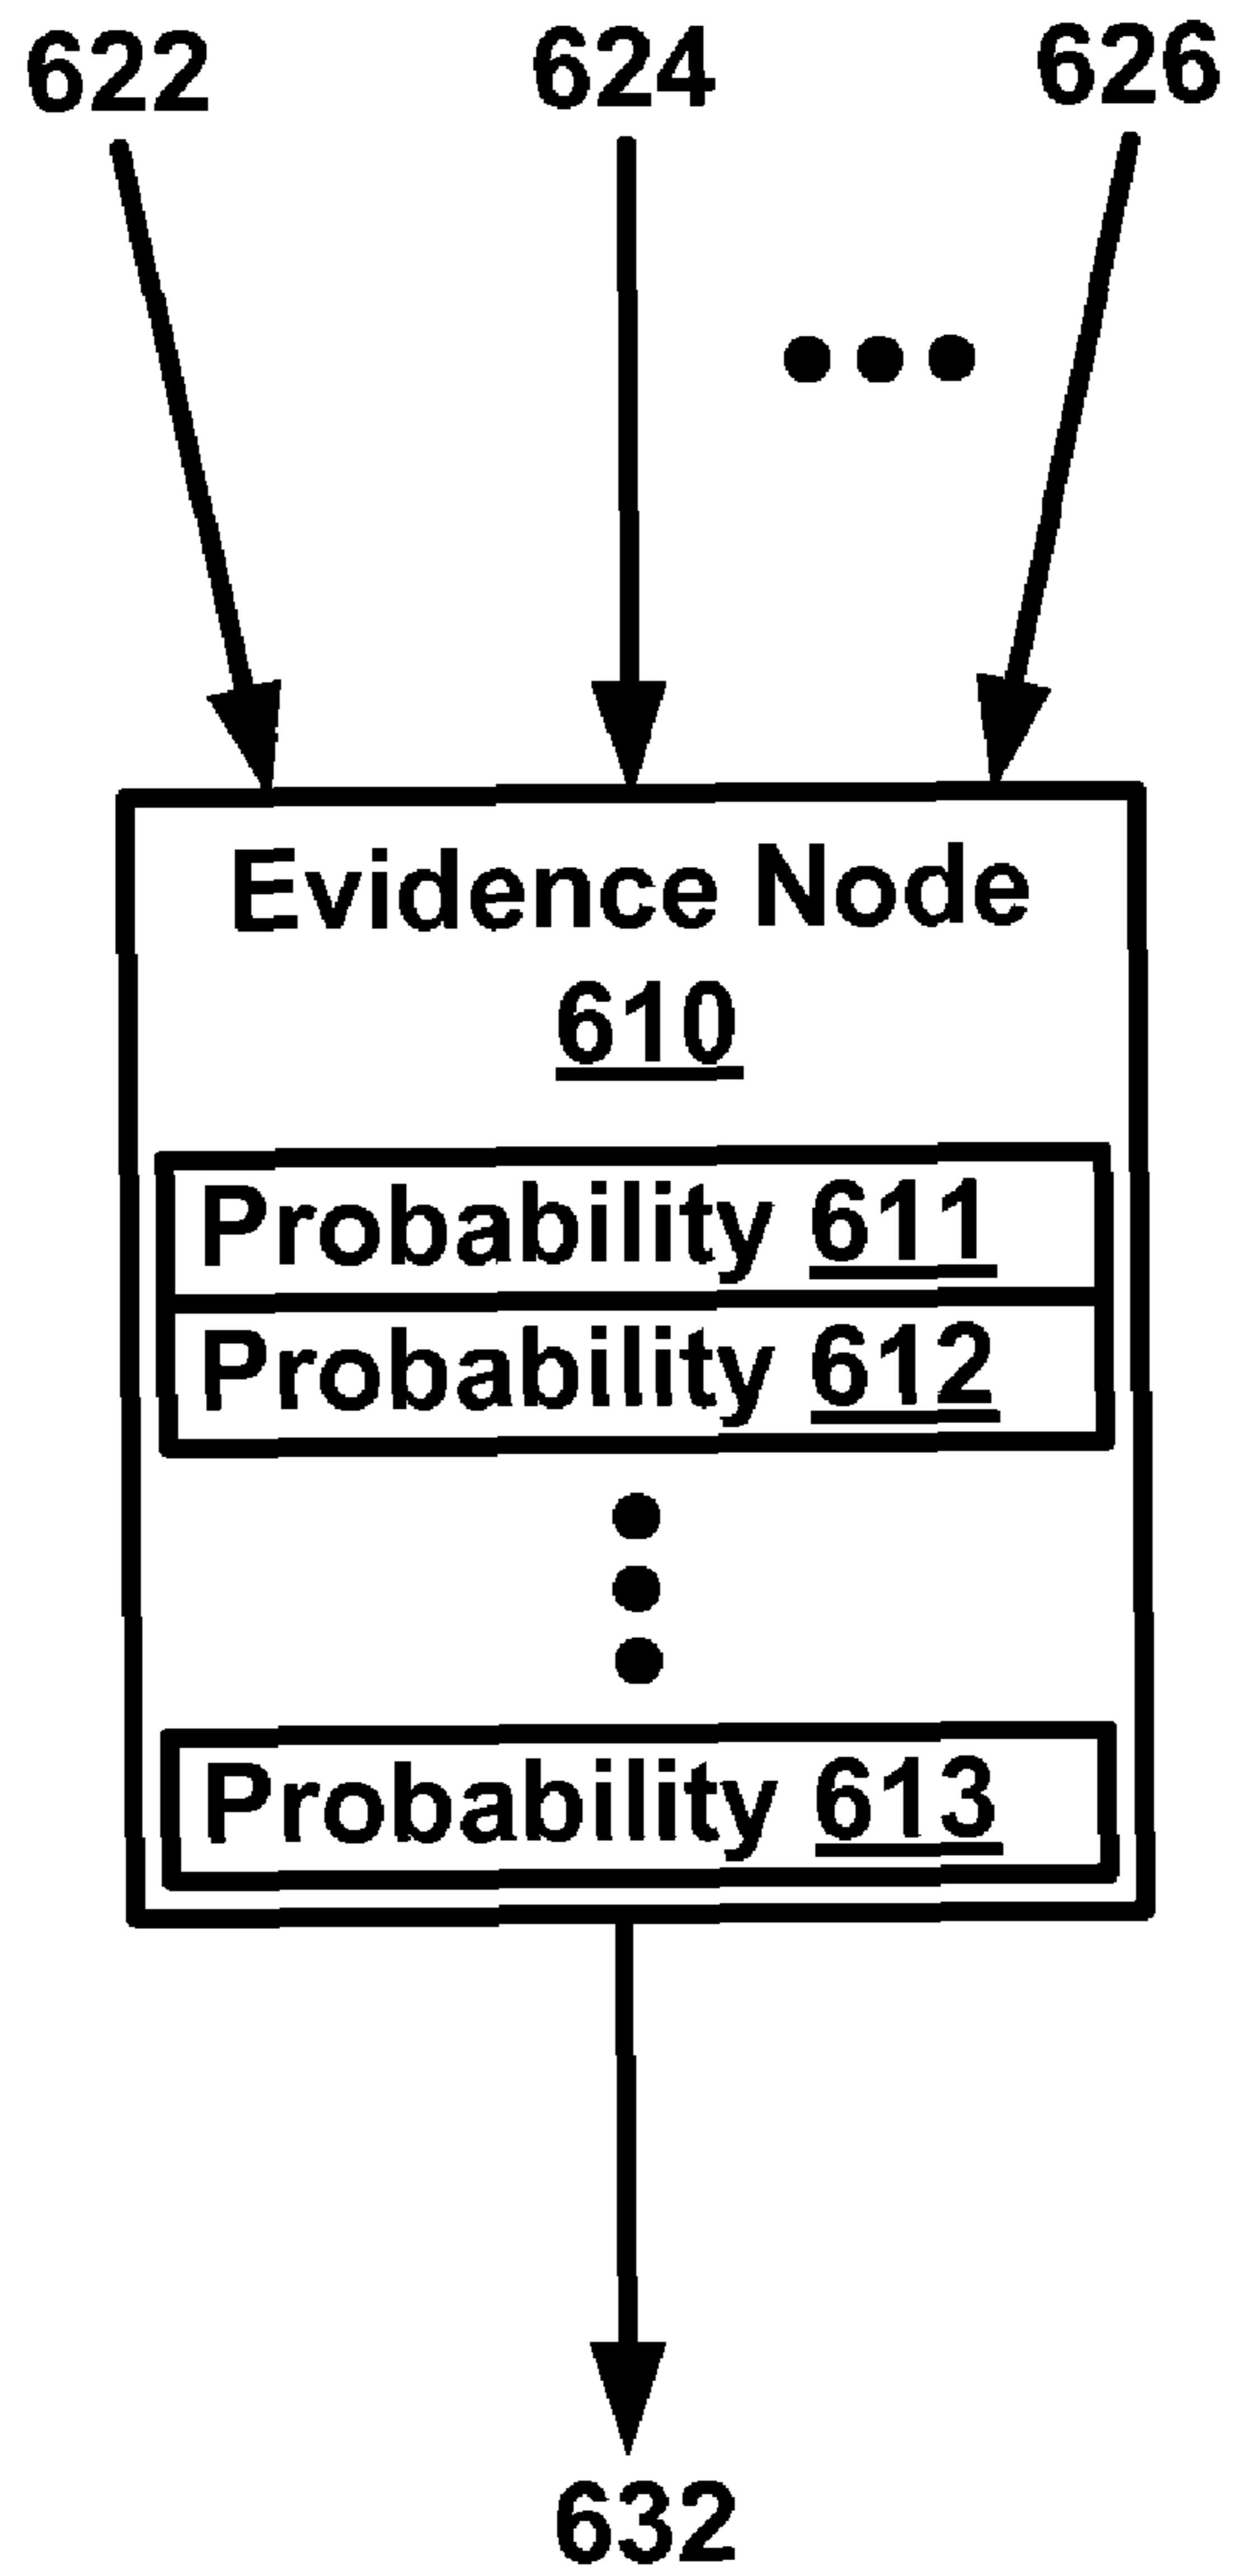 622 624 626
Evidence Node
610
Probability 611
Probability 612
Probability 613
632